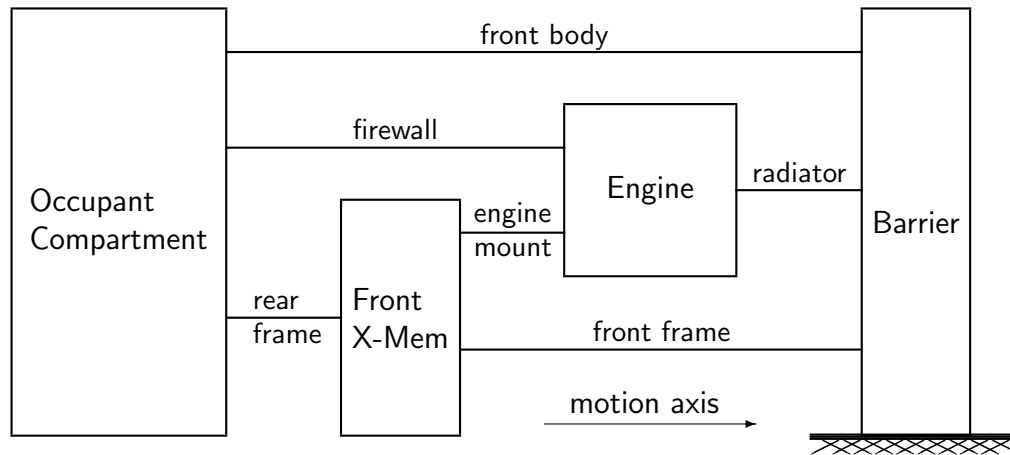 front body
firewall
Engine
radiator
Occupant
Compartment
engine
mount
Barrier
rear
frame
Front
X-Mem
front frame
motion axis